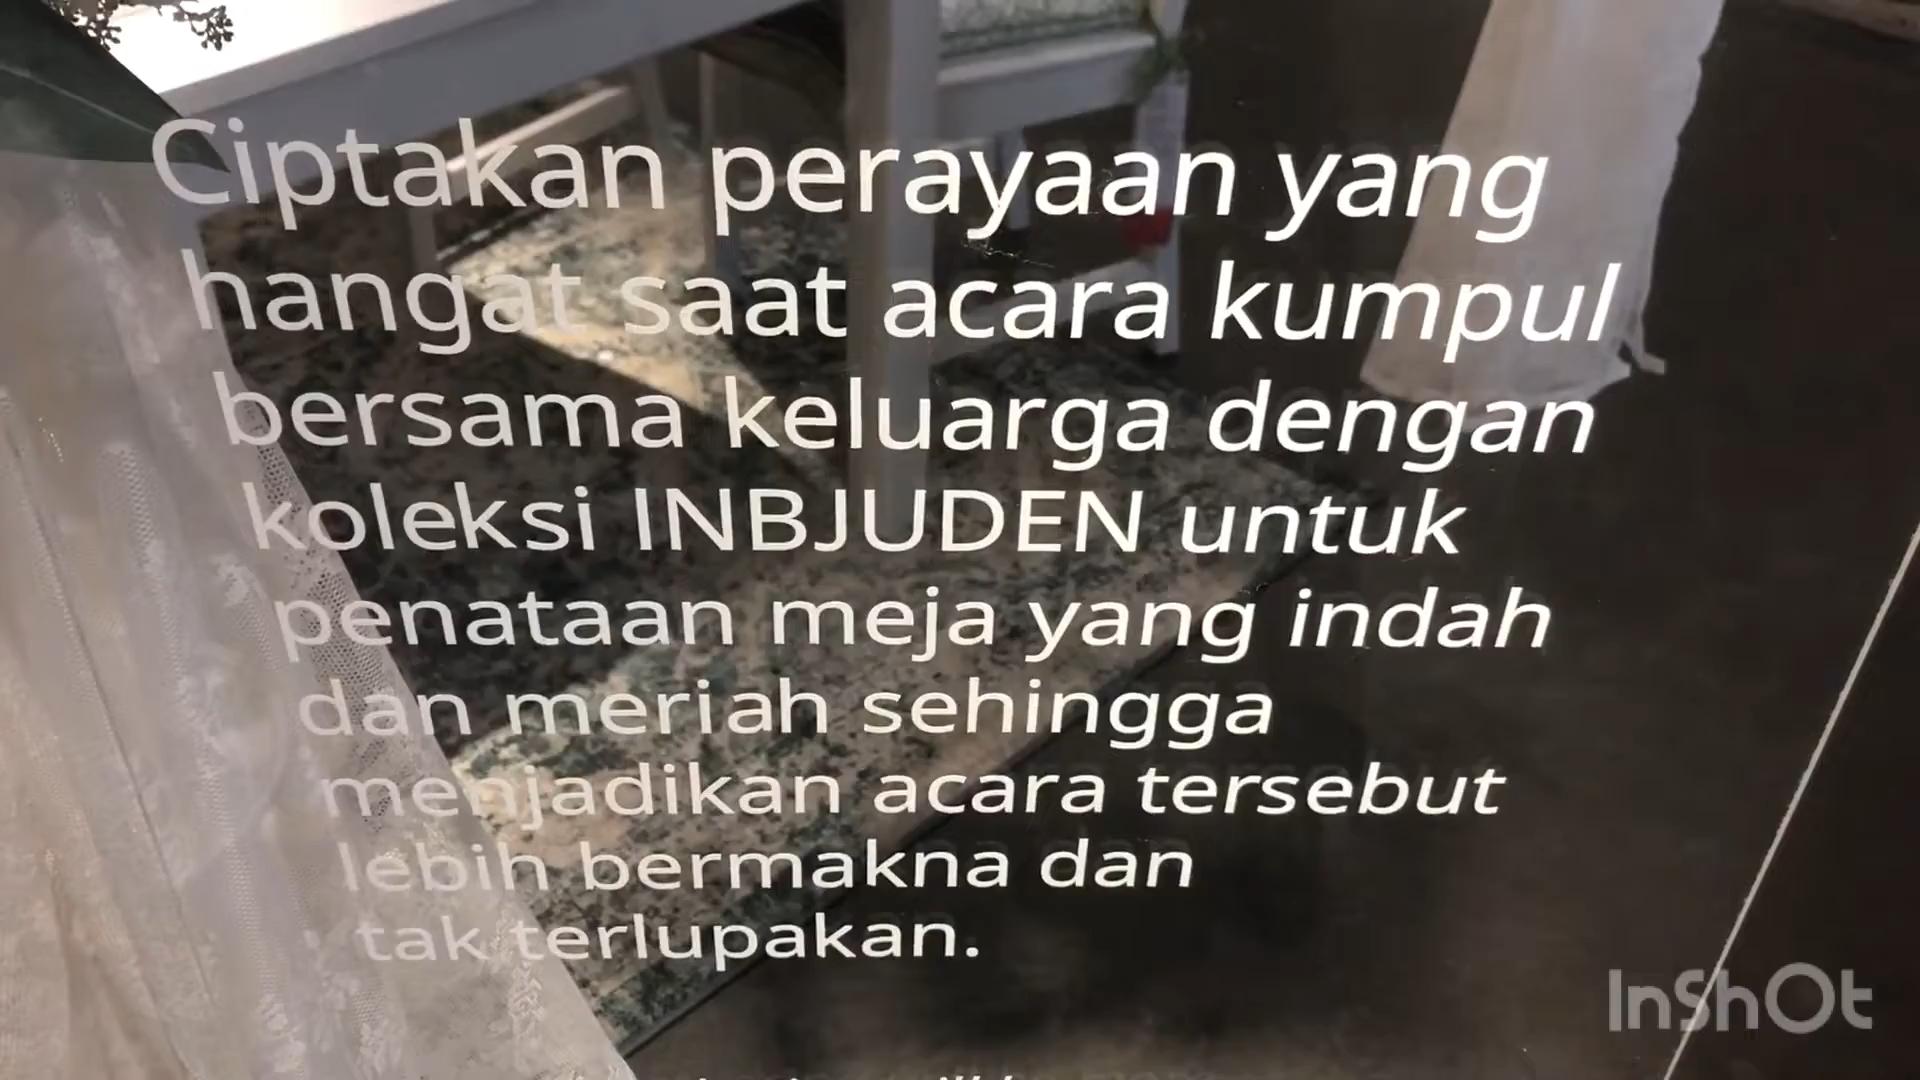 Ciptakan perayaan yang
hangat saat acara kumpul
bersama keluarga dengan
koleksi INBJUDEN untuk
penataan meja yang indah
dan meriah sehingga
menjadikan acara tersebut
lebih bermakna dan
tak terlupakan.
InShOt